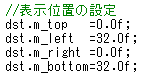 //表示位置の設定
dst.m_top   =0.0f;
dst.m_left  =32.0f;
dst.m_right =0.0f;
dst.m_bottom=32.0f;